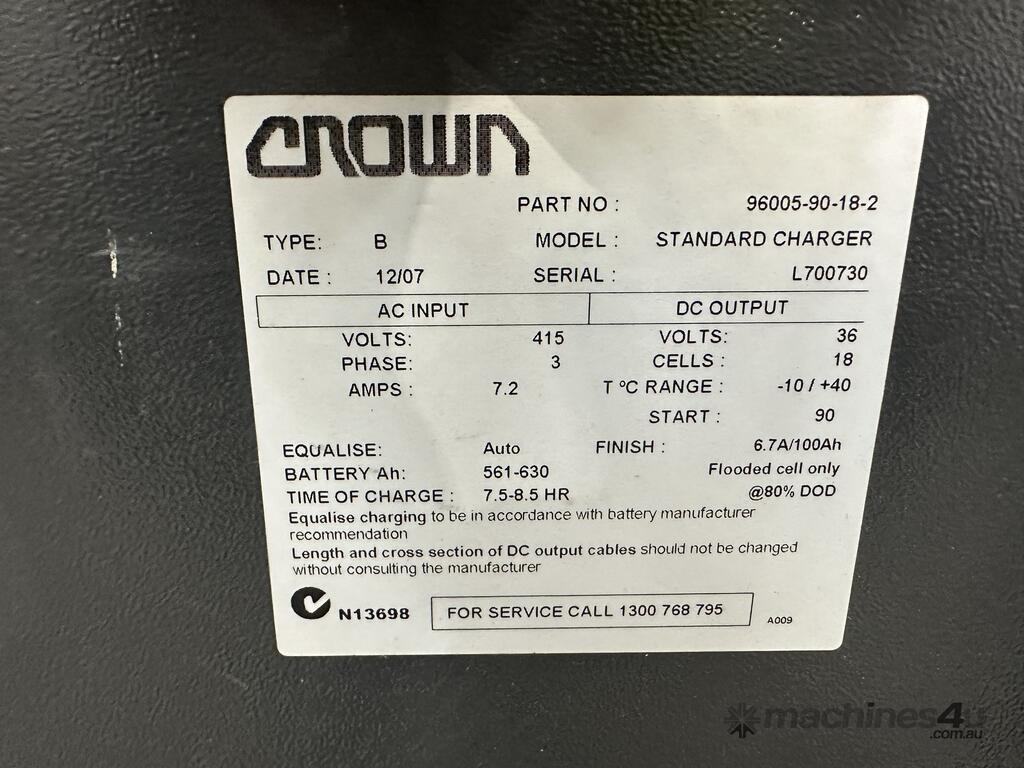 CROWN
PART NO : 96005-90-18-2
TYPE: B MODEL : STANDARD CHARGER
DATE : 12/07 SERIAL : L700730
AC INPUT DC OUTPUT
VOLTS: 415 VOLTS: 36
PHASE: 3 CELLS : 18
AMPS : 7.2 T ºC RANGE : -10 / +40
START : 90
EQUALISE: Auto FINISH : 6.7A/100Ah
BATTERY Ah: 561-630 Flooded cell only
TIME OF CHARGE : 7.5-8.5 HR @80% DOD
Equalise charging to be in accordance with battery manufacturer
recommendation
Length and cross section of DC output cables should not be changed
without consulting the manufacturer
N13698 FOR SERVICE CALL 1300 768 795 A009
machines4u
.com.au